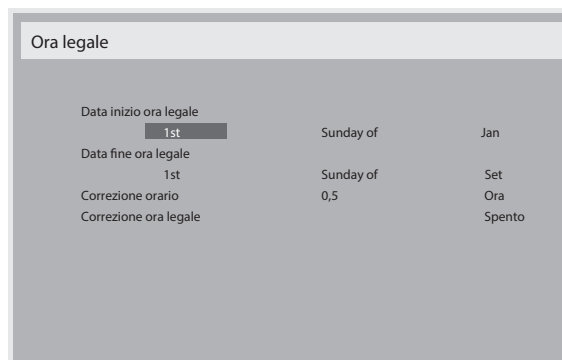 Ora legale
Data inizio ora legale
1st Sunday of Jan
Data fine ora legale
1st Sunday of Set
Correzione orario 0,5 Ora
Correzione ora legale Spento